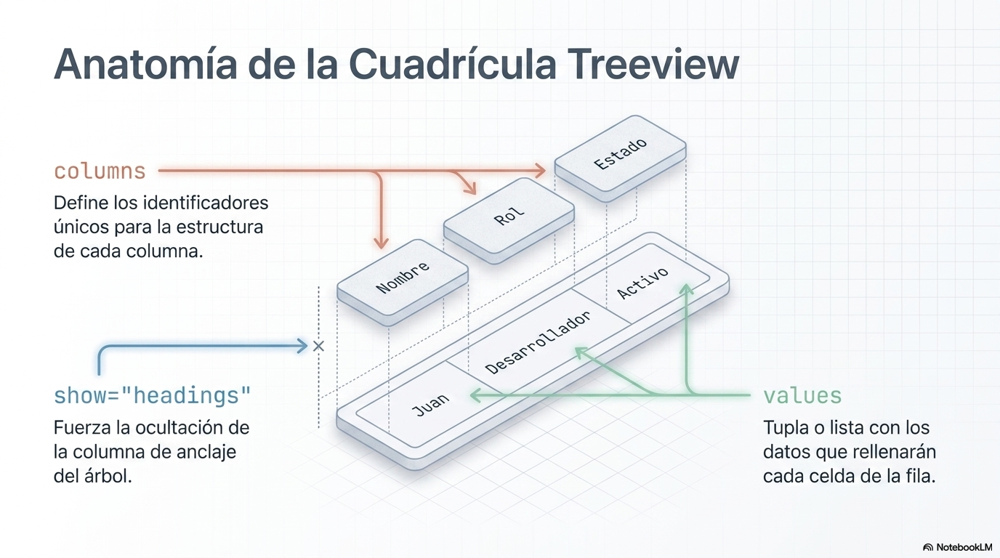 Anatomía de la Cuadrícula Treeview
columns
Define los identificadores
únicos para la estructura
de cada columna.
Estado
Rol
Nombre
Activo
Desarrollador
Juan
show="headings"
Fuerza la ocultación de
la columna de anclaje
del árbol.
values
Tupla o lista con los
datos que rellenarán
cada celda de la fila.
NotebookLM